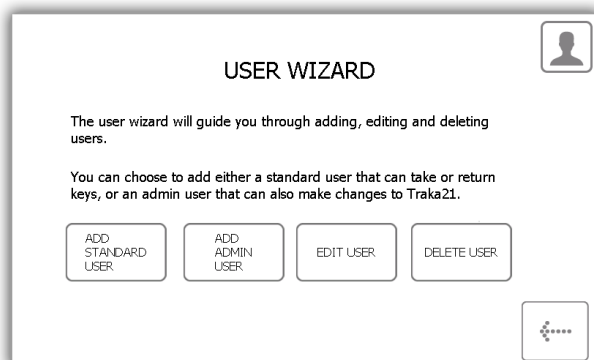 USER WIZARD
The user wizard will guide you through adding, editing and deleting
users.
You can choose to add either a standard user that can take or return
keys, or an admin user that can also make changes to Traka21.
ADD
STANDARD
USER
ADD
ADMIN
USER
EDIT USER
DELETE USER